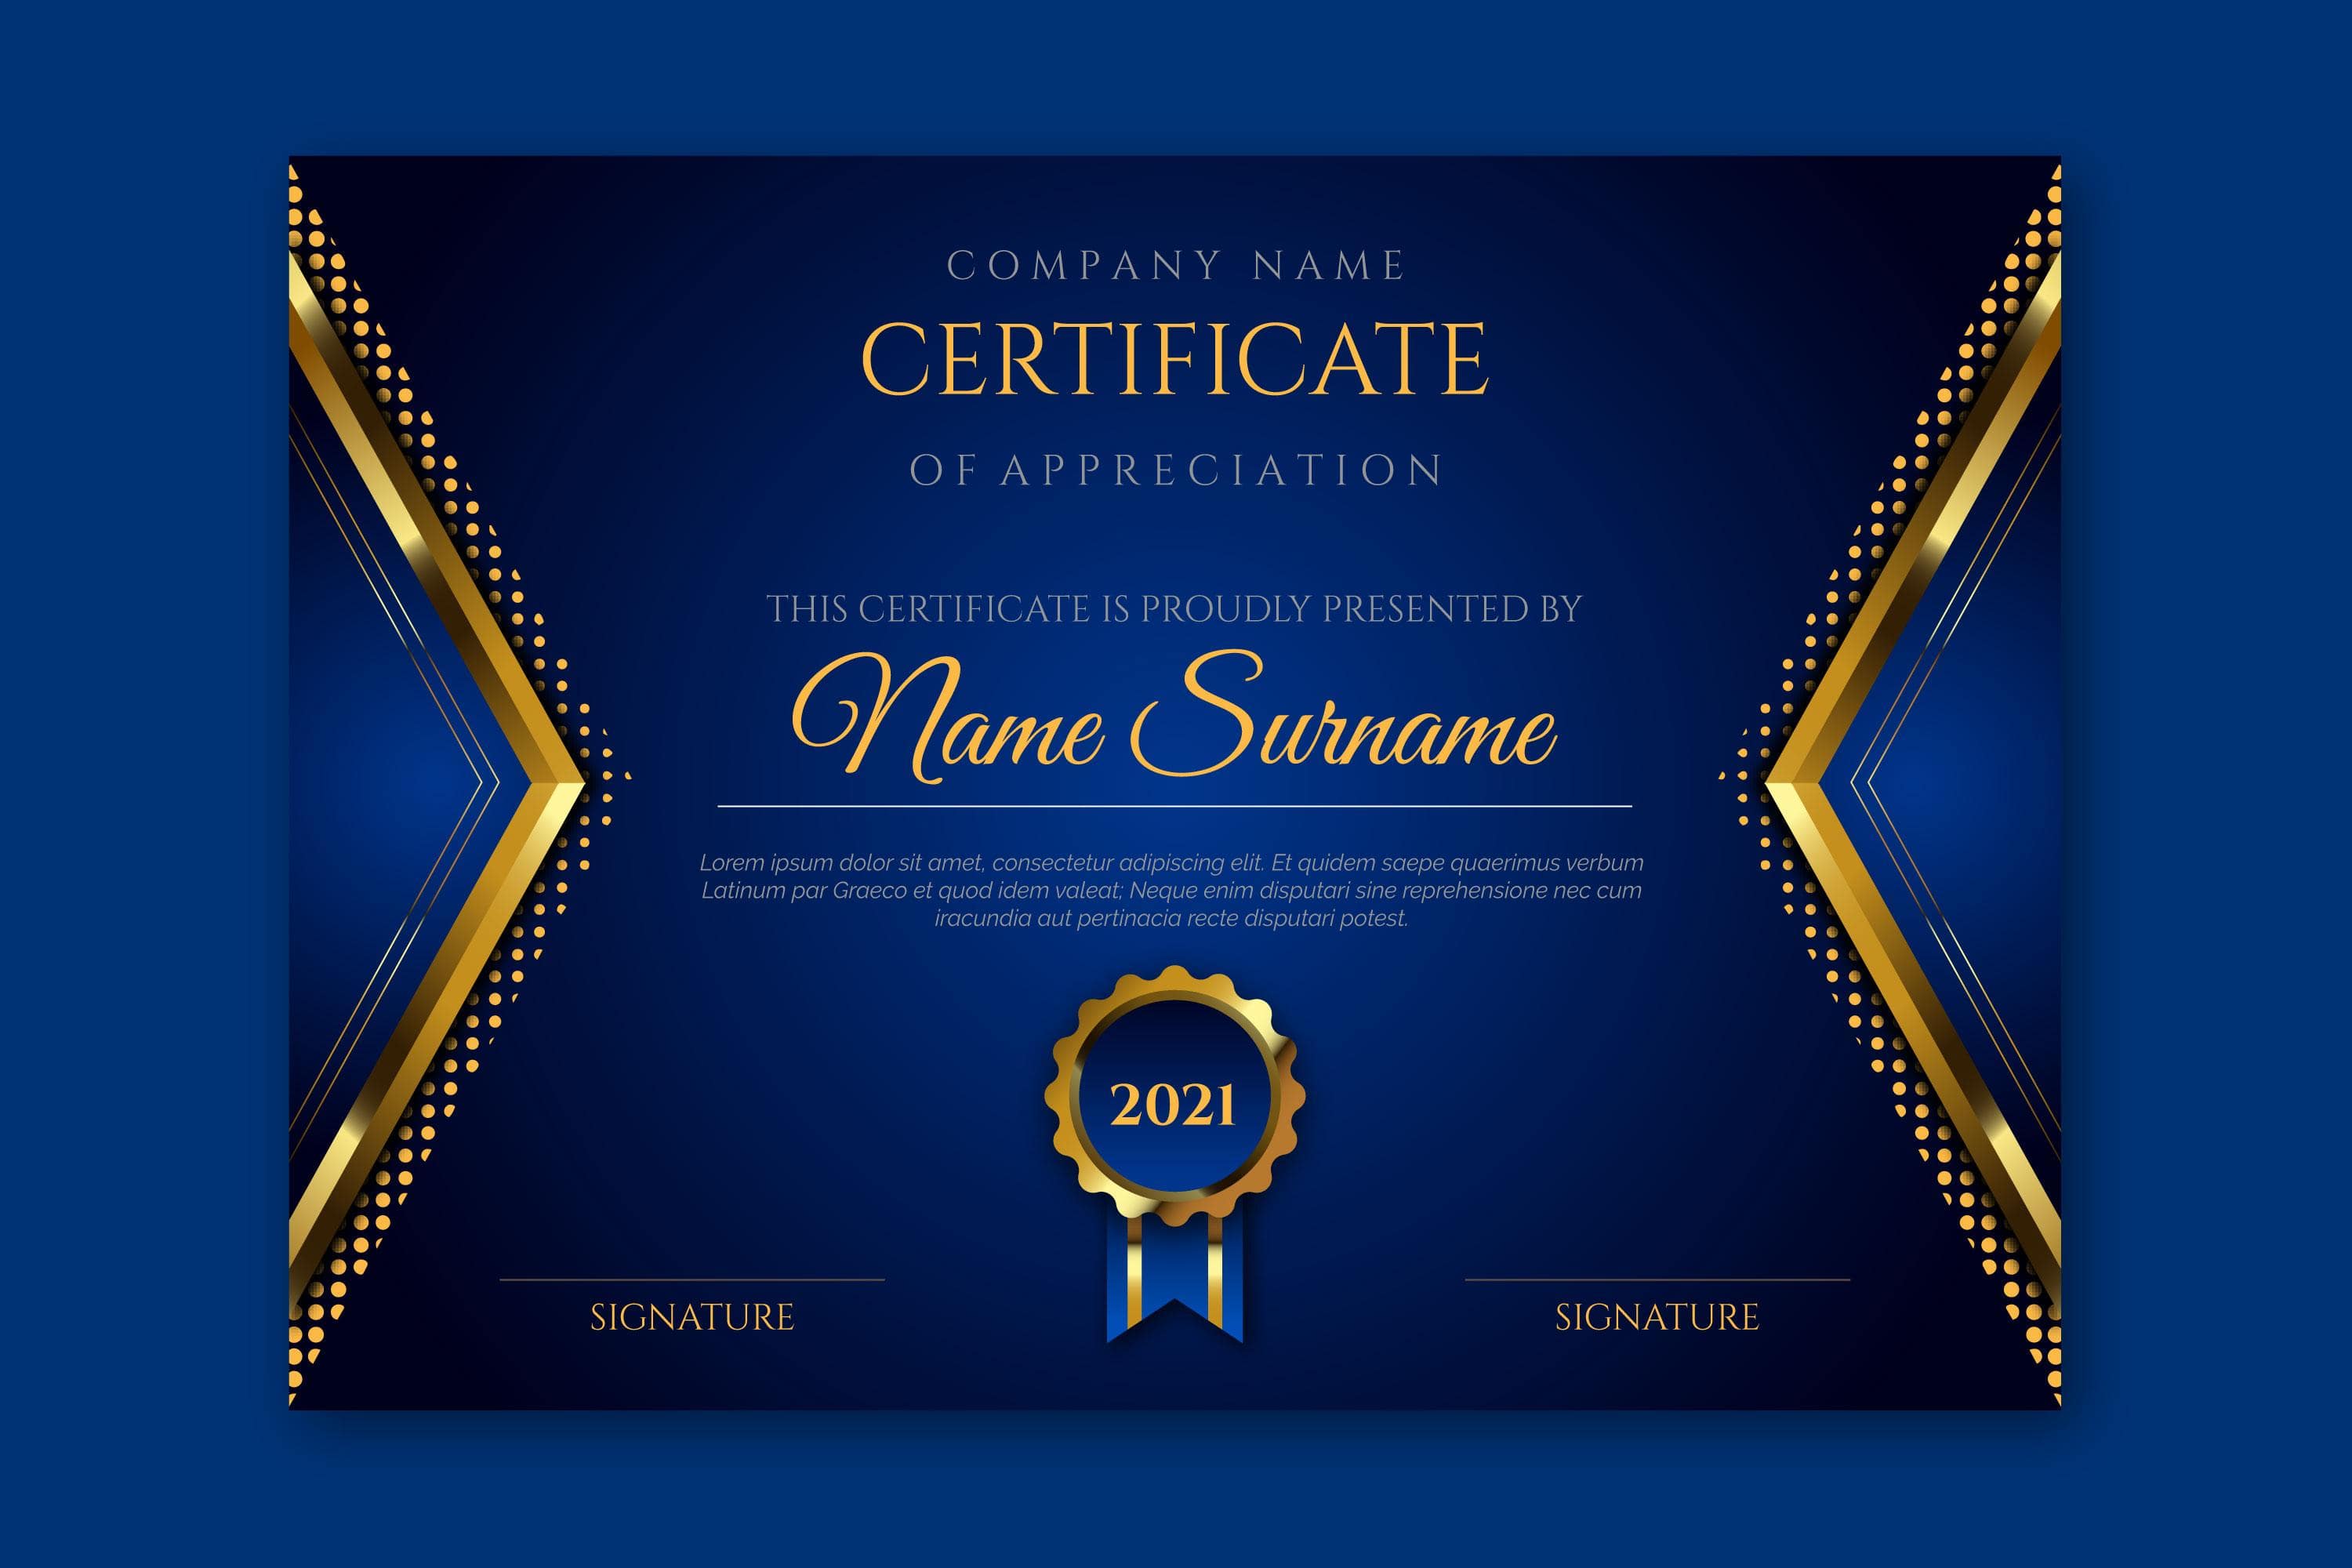 COMPANY NAME
CERTIFICATE
OF APPRECIATION
THIS CERTIFICATE IS PROUDLY PRESENTED BY
Name Surname
Lorem ipsum dolor sit amet, consectetur adipiscing elit. Et quidem saepe quaerimus verbum
Latinum par Graeco et quod idem valeat; Neque enim disputari sine reprehensione nec cum
iracundia aut pertinacia recte disputari potest.
2021
SIGNATURE
SIGNATURE